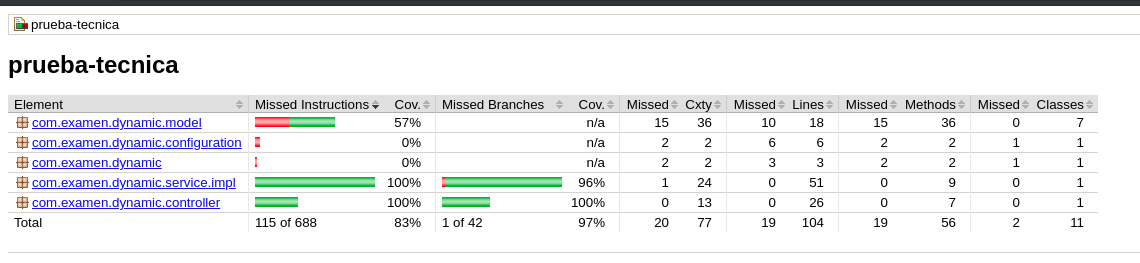 prueba-tecnica
prueba-tecnica
Element Missed Instructions Cov. Missed Branches Cov. Missed Cxty Missed Lines Missed Methods Missed Classes
com.examen.dynamic.model 57% n/a 15 36 10 18 15 36 0 7
com.examen.dynamic.configuration 0% n/a 2 2 6 6 2 2 1 1
com.examen.dynamic 0% n/a 2 2 3 3 2 2 1 1
com.examen.dynamic.service.impl 100% 96% 1 24 0 51 0 9 0 1
com.examen.dynamic.controller 100% 100% 0 13 0 26 0 7 0 1
Total 115 of 688 83% 1 of 42 97% 20 77 19 104 19 56 2 11